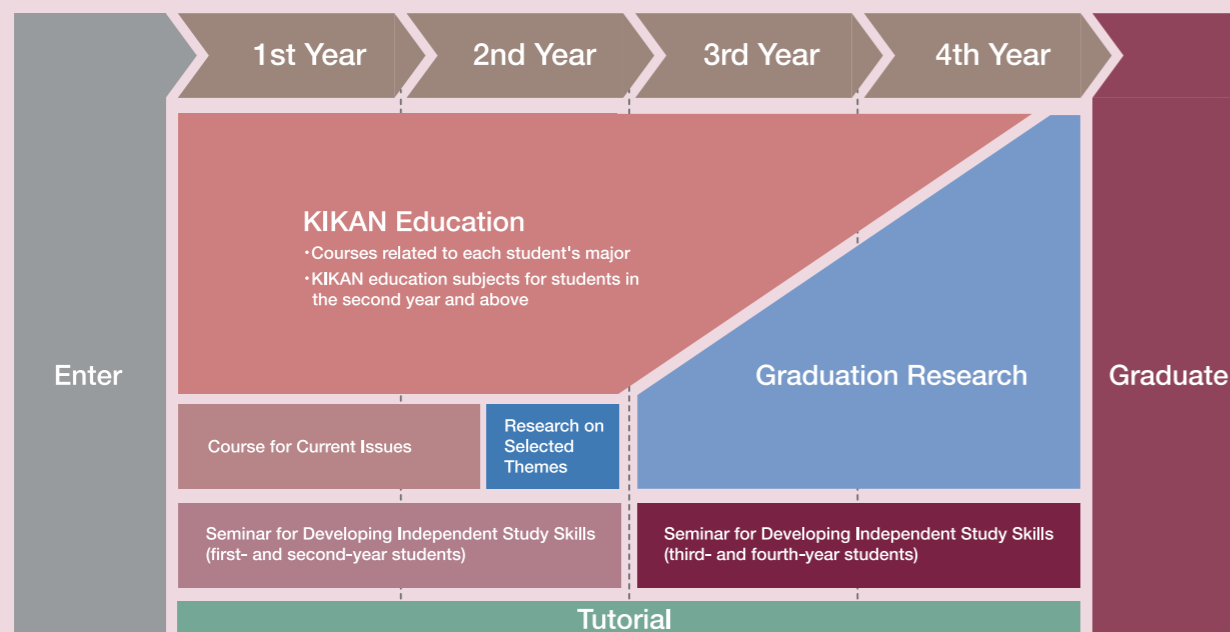 1st Year
2nd Year
3rd Year
4th Year
KIKAN Education
・Courses related to each student's major
・KIKAN education subjects for students in
the second year and above
Enter
Graduation Research
Graduate
Course for Current Issues
Research on
Selected
Themes
Seminar for Developing Independent Study Skills
(first- and second-year students)
Seminar for Developing Independent Study Skills
(third- and fourth-year students)
Tutorial